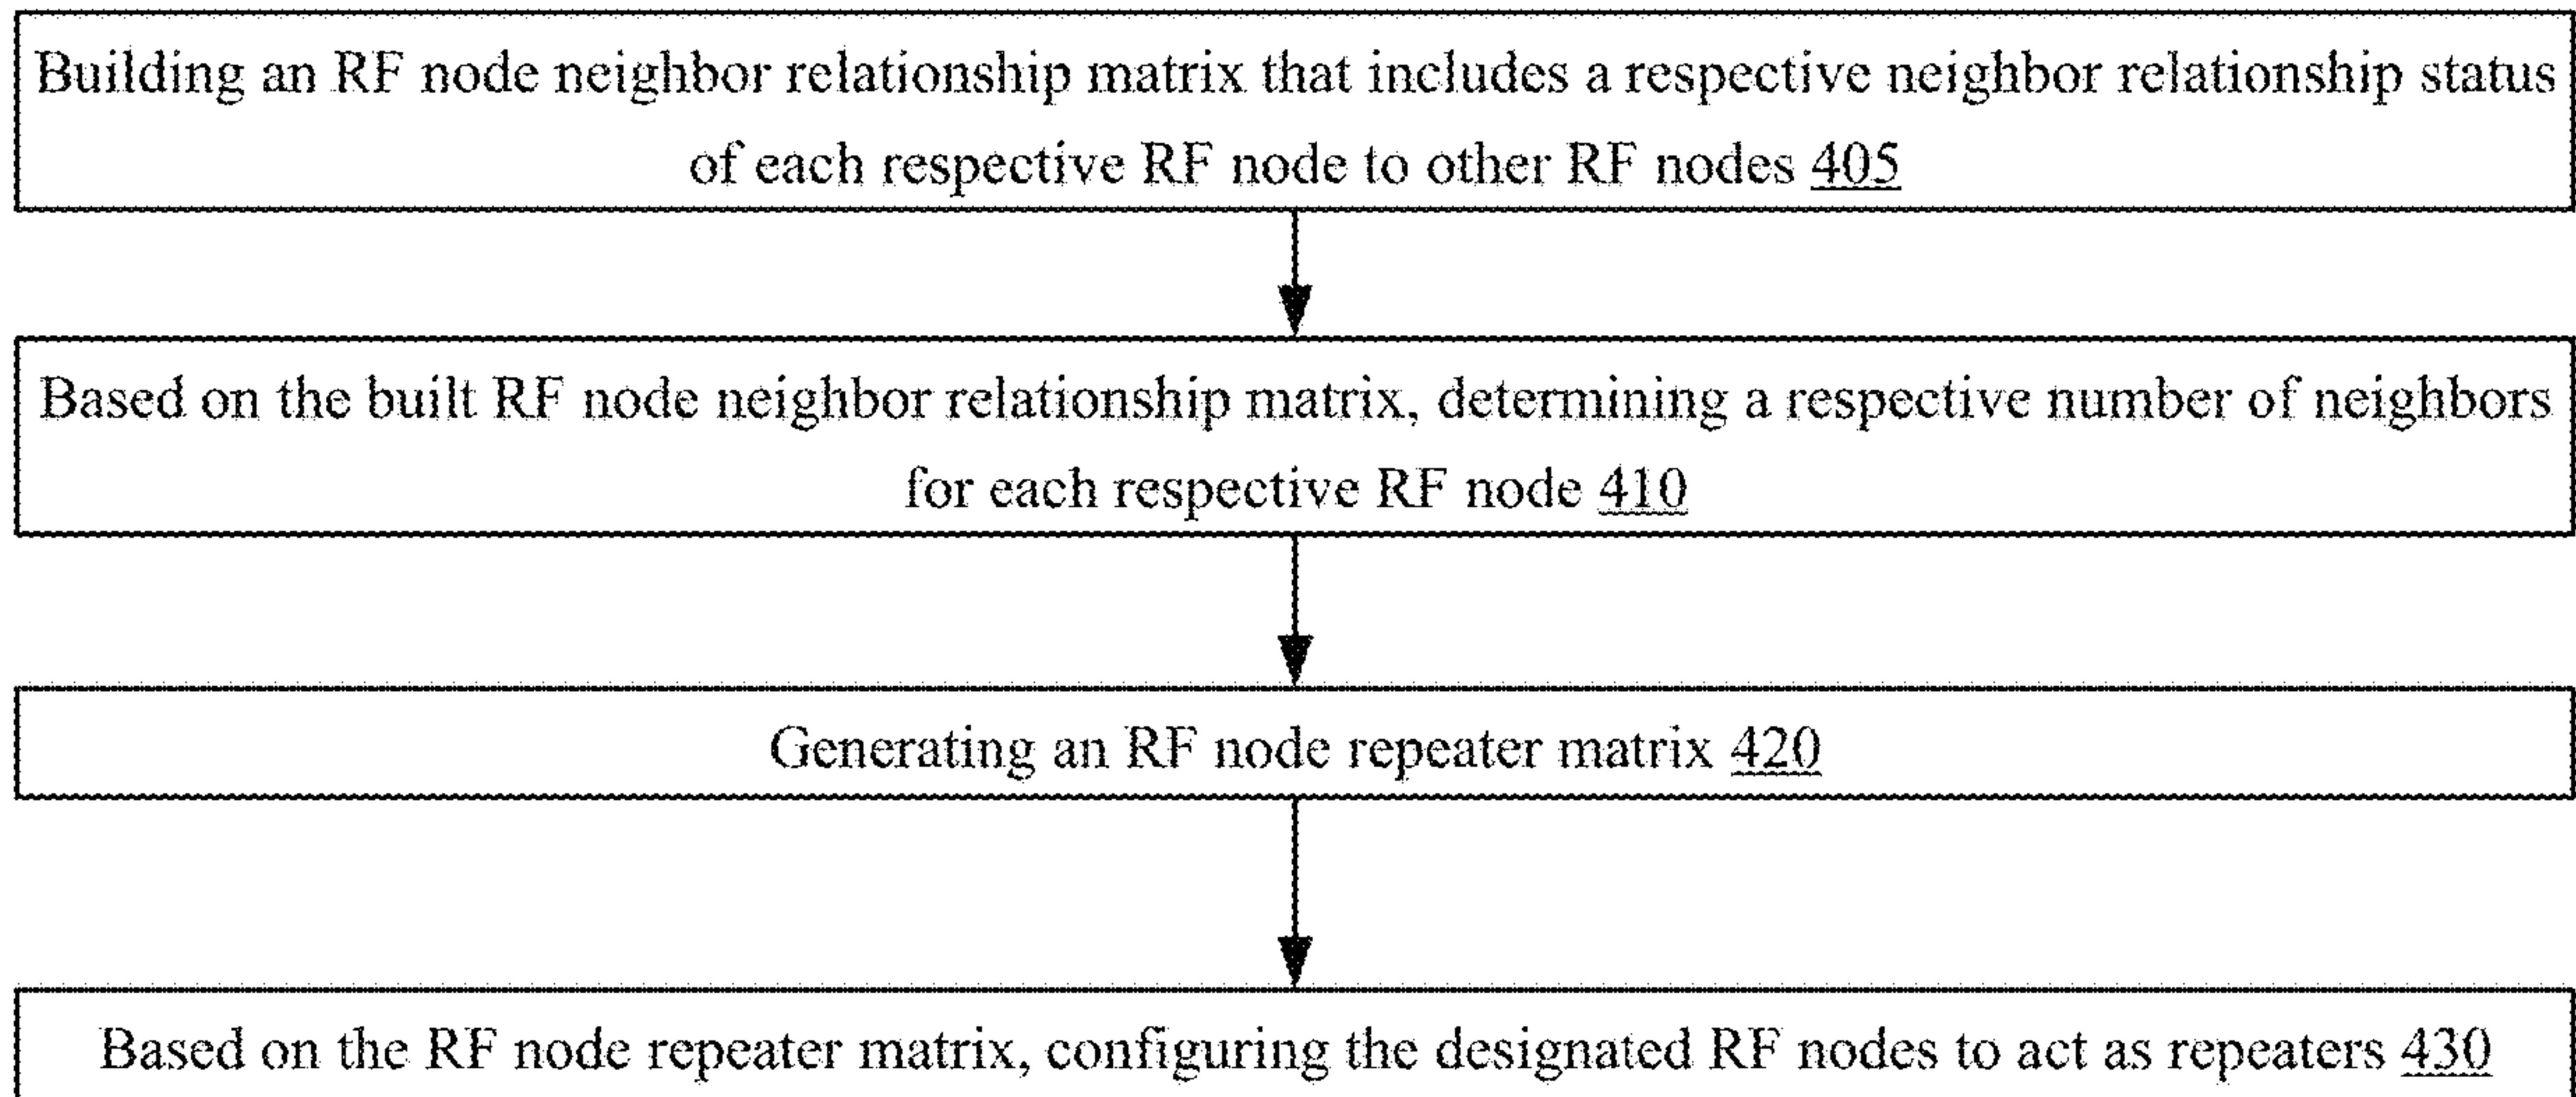 Building an RF node neighbor relationship matrix that includes a respective neighbor relationship status
of each respective RF node to other RF nodes 405
Based on the built RF node neighbor relationship matrix, determining a respective number of neighbors
for each respective RF node 410
Generating an RF node repeater matrix 420
Based on the RF node repeater matrix, configuring the designated RF nodes to act as repeaters 430